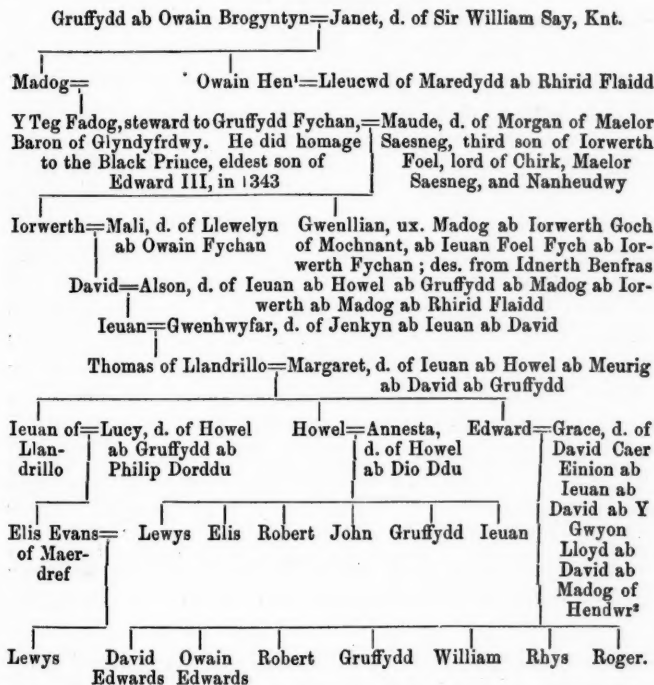 Gruffydd ab Owain Brogyntyn=Janet, d. of Sir William Say, Knt.
Madog= Owain Hen¹=Lleucwd of Maredydd ab Rhirid Flaidd
Y Teg Fadog, steward to Gruffydd Fychan,=Maude, d. of Morgan of Maelor
Baron of Glyndyfrdwy. He did homage Saesneg, third son of Iorwerth
to the Black Prince, eldest son of Foel, lord of Chirk, Maelor
Edward III, in 1343 Saesneg, and Nanheudwy
Iorwerth=Mali, d. of Llewelyn Gwenllian, ux. Madog ab Iorwerth Goch
ab Owain Fychan of Mochnant, ab Ieuan Foel Fych ab Ior-
werth Fychan; des. from Idnerth Benfras
David=Alson, d. of Ieuan ab Howel ab Gruffydd ab Madog ab Ior-
werth ab Madog ab Rhirid Flaidd
Ieuan=Gwenhwyfar, d. of Jenkyn ab Ieuan ab David
Thomas of Llandrillo=Margaret, d. of Ieuan ab Howel ab Meurig
ab David ab Gruffydd
Ieuan of=Lucy, d. of Howel Howel=Annesta, Edward=Grace, d. of
Llan- ab Gruffydd ab d. of Howel David Caer
drillo Philip Dorddu ab Dio Ddu Einion ab
Ieuan ab
Elis Evans= Lewys Elis Robert John Gruffydd Ieuan David ab Y
of Maer- Gwyon
dref Lloyd ab
David ab
Madog of
Hendwr²
Lewys David Owain Robert Gruffydd William Rhys Roger.
Edwards Edwards